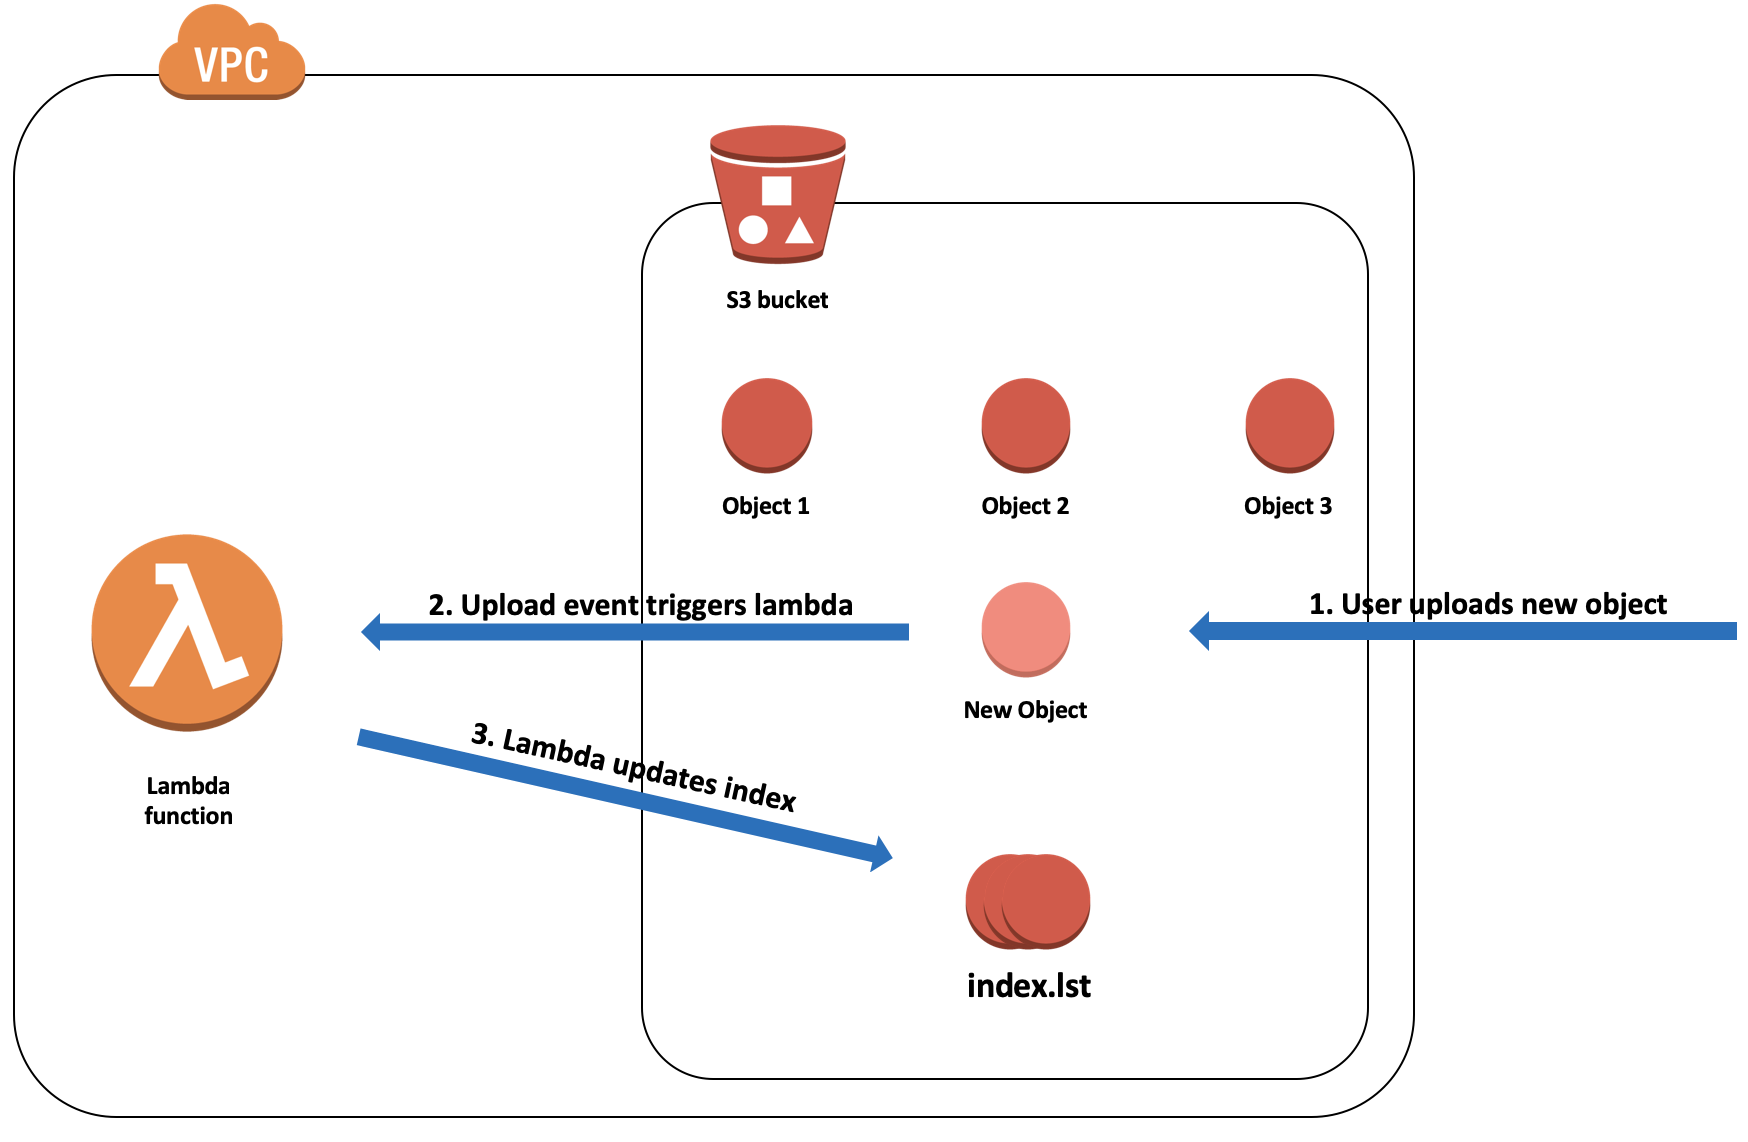 VPC
S3 bucket
Object 1
Object 2
Object 3
2. Upload event triggers lambda
1. User uploads new object
New Object
3. Lambda updates index
Lambda
function
index.lst